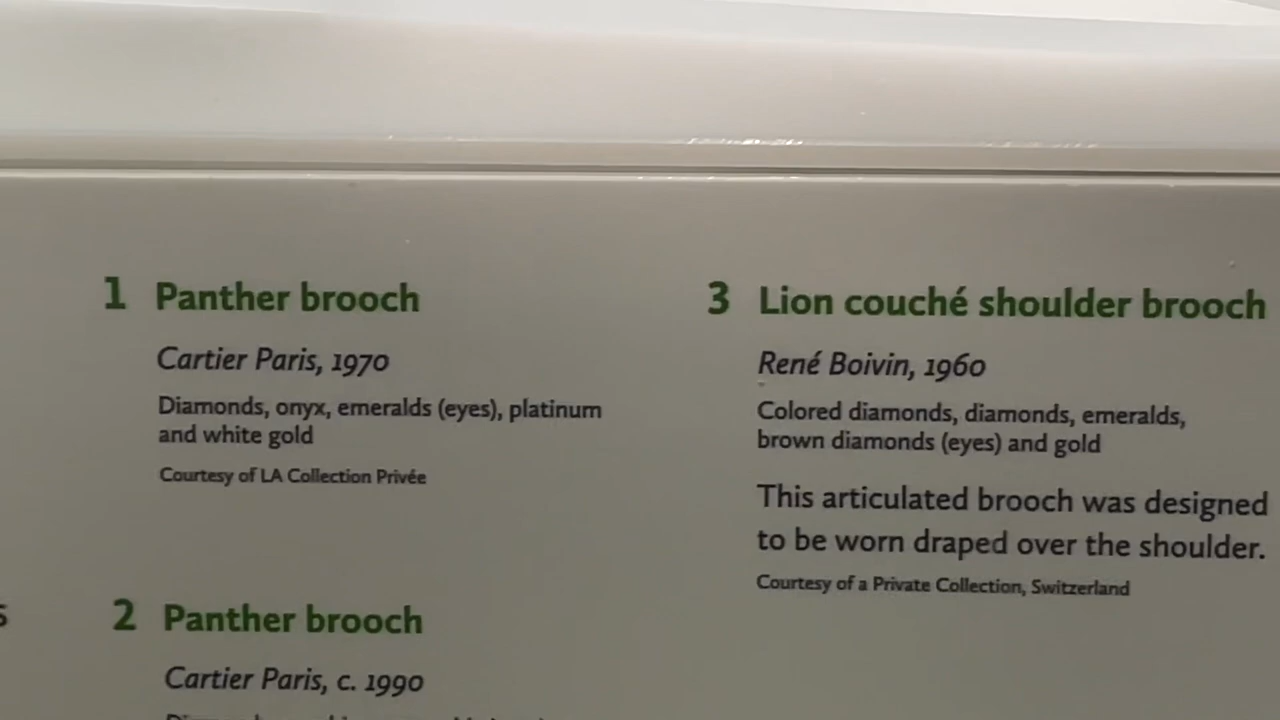 1 Panther brooch
Cartier Paris, 1970
Diamonds, onyx, emeralds (eyes), platinum
and white gold
Courtesy of LA Collection Privée
2 Panther brooch
Cartier Paris, c. 1990
3 Lion couché shoulder brooch
René Boivin, 1960
Colored diamonds, diamonds, emeralds,
brown diamonds (eyes) and gold
This articulated brooch was designed
to be worn draped over the shoulder.
Courtesy of a Private Collection, Switzerland